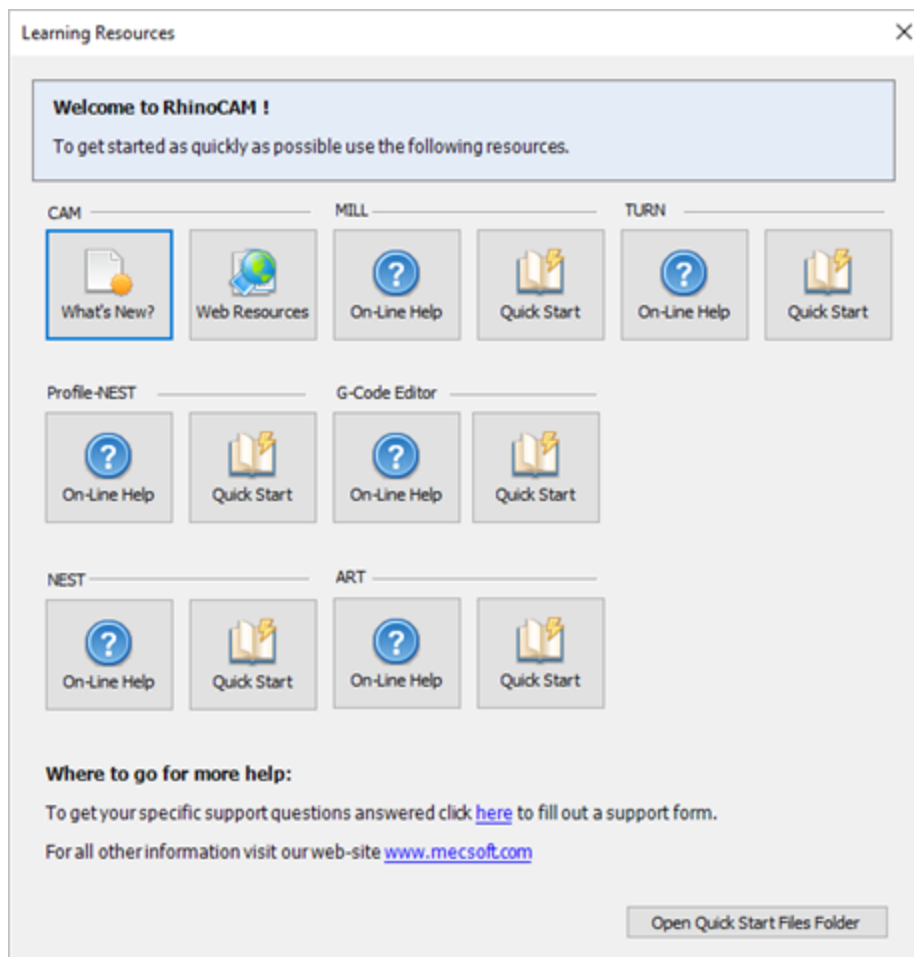 Learning Resources
Welcome to RhinoCAM !
To get started as quickly as possible use the following resources.
CAM
What's New?
Web Resources
MILL
On-Line Help
Quick Start
TURN
On-Line Help
Quick Start
Profile-NEST
On-Line Help
Quick Start
G-Code Editor
On-Line Help
Quick Start
NEST
On-Line Help
Quick Start
ART
On-Line Help
Quick Start
Where to go for more help:
To get your specific support questions answered click here to fill out a support form.
For all other information visit our web-site www.mecsoft.com
Open Quick Start Files Folder